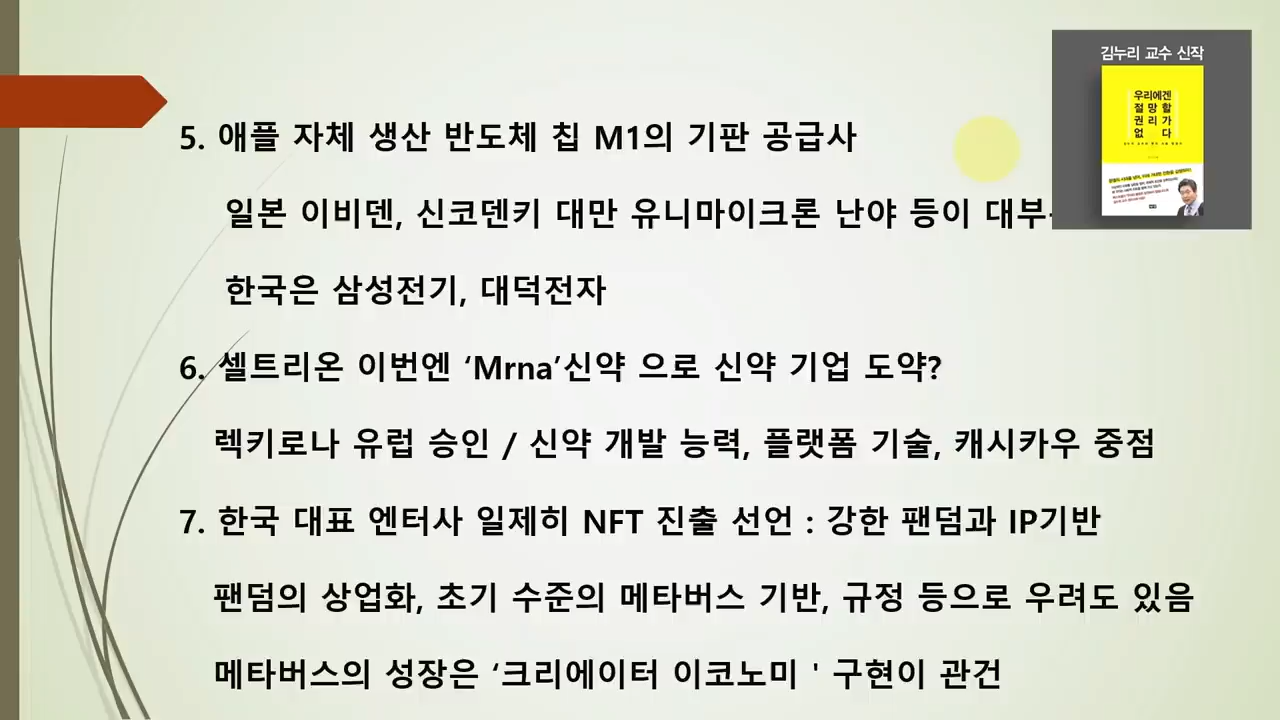 5. 애플 자체 생산 반도체 칩 M1의 기판 공급사
일본 이비덴, 신코덴키 대만 유니마이크론 난야 등이 대부
한국은 삼성전기, 대덕전자
6. 셀트리온 이번엔 ‘Mrna’신약 으로 신약 기업 도약?
렉키로나 유럽 승인 / 신약 개발 능력, 플랫폼 기술, 캐시카우 중점
7. 한국 대표 엔터사 일제히 NFT 진출 선언 : 강한 팬덤과 IP기반
팬덤의 상업화, 초기 수준의 메타버스 기반, 규정 등으로 우려도 있음
메타버스의 성장은 ‘크리에이터 이코노미 ' 구현이 관건
김누리 교수 신작
우리에겐
절망할
권리가
없다